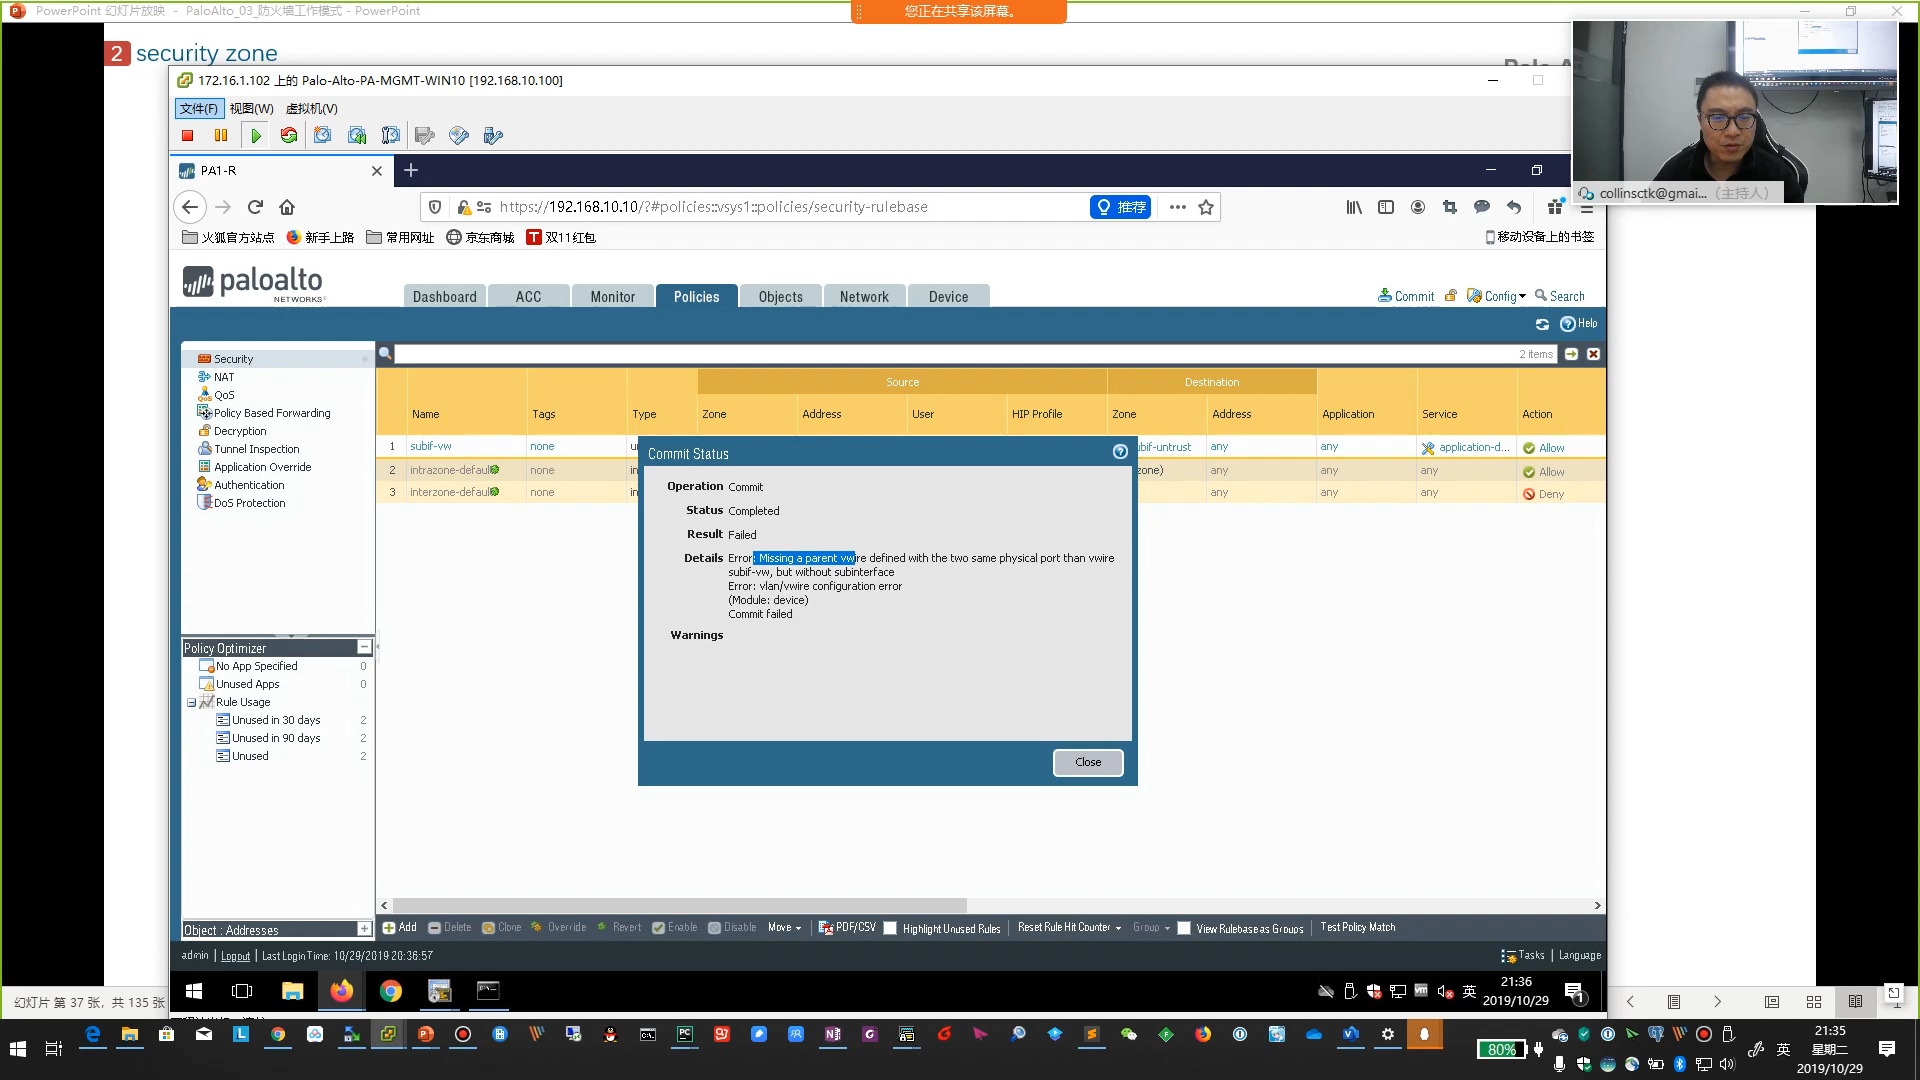 PowerPoint 幻灯片放映 - PaloAlto_03_防火墙工作模式 - PowerPoint
您正在共享该屏幕。
2 security zone
172.16.1.102 上的 Palo-Alto-PA-MGMT-WIN10 [192.168.10.100]
文件(F) 视图(W) 虚拟机(V)
collinsctk@gmai... (主持人)
PA1-R
https://192.168.10.10/?#policies::vsys1::policies/security-rulebase
推荐
火狐官方站点 新手上路 常用网址 京东商城 双11红包 移动设备上的书签
paloalto
NETWORKS
Dashboard ACC Monitor Policies Objects Network Device
Commit Config Search
Help
2 items
Security
NAT
QoS
Policy Based Forwarding
Decryption
Tunnel Inspection
Application Override
Authentication
DoS Protection
Source Destination
Name Tags Type Zone Address User HIP Profile Zone Address Application Service Action
1 subif-vw none any any application-d... Allow
2 intrazone-defaul none in zone) any any any Allow
3 interzone-defaul none in any any any Deny
Commit Status
Operation Commit
Status Completed
Result Failed
Details Error: Missing a parent vwire defined with the two same physical port than vwire
subif-vw, but without subinterface
Error: vlan/vwire configuration error
(Module: device)
Commit failed
Warnings
Close
Policy Optimizer
No App Specified 0
Unused Apps 0
Rule Usage
Unused in 30 days 2
Unused in 90 days 2
Unused 2
Object : Addresses
Add Delete Clone Override Revert Enable Disable Move PDF/CSV Highlight Unused Rules Reset Rule Hit Counter Group View Rulebase as Groups Test Policy Match
admin | Logout | Last Login Time: 10/29/2019 20:36:57
Tasks | Language
英 21:36
2019/10/29
1
幻灯片 第 37 张，共 135 张
80%
英
21:35
星期二
2019/10/29